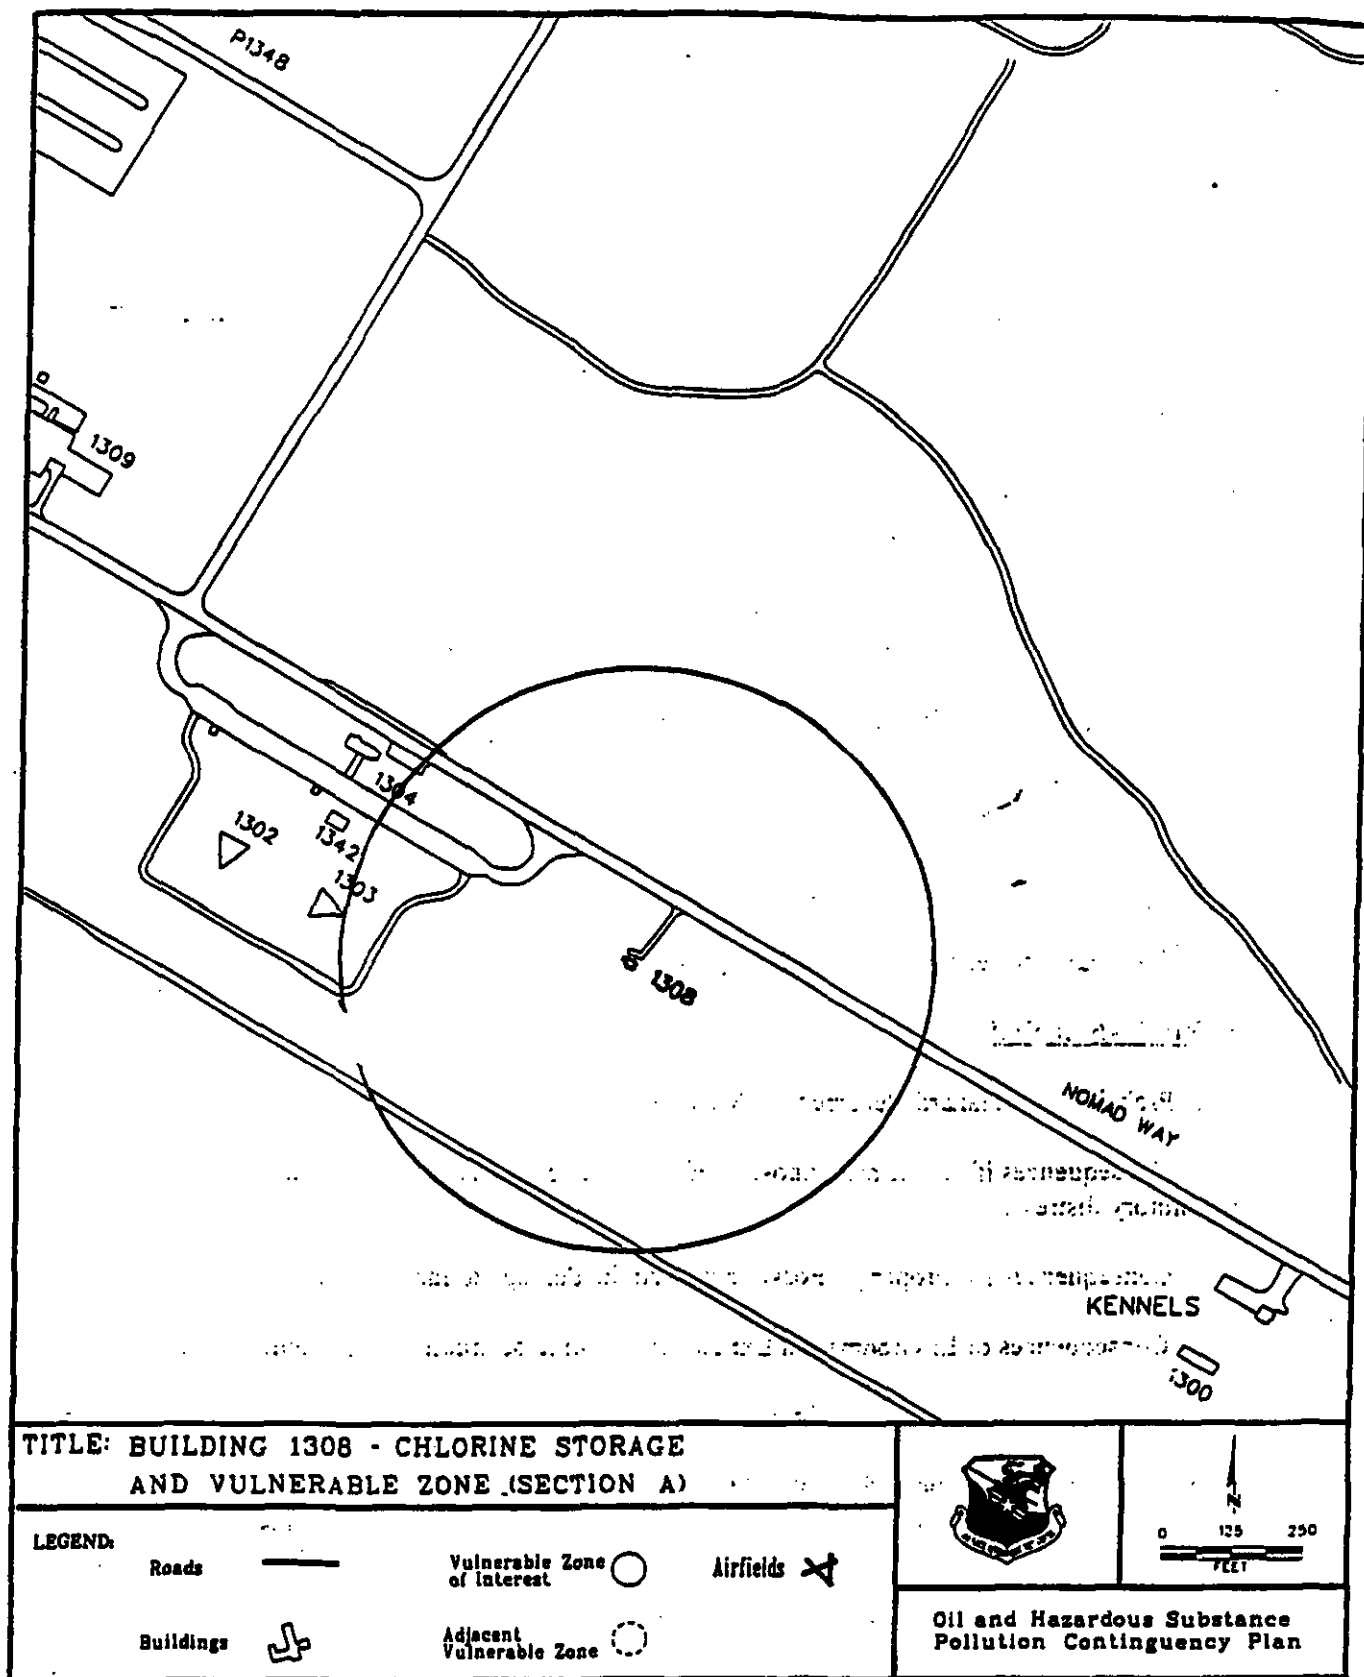 P1348
1309
1304
1302
1342
1303
1308
NOMAD WAY
KENNELS
1300
TITLE: BUILDING 1308 - CHLORINE STORAGE
AND VULNERABLE ZONE (SECTION A)
LEGEND:
Roads
Vulnerable Zone
of Interest
Airfields
Buildings
Adjacent
Vulnerable Zone
N
0 125 250
FEET
Oil and Hazardous Substance
Pollution Continguency Plan